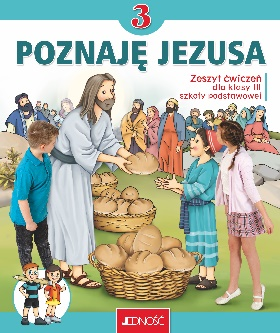 3
POZNAJĘ JEZUSA
Zeszyt ćwiczeń
dla klasy III
szkoły podstawowej
JEDNOŚĆ